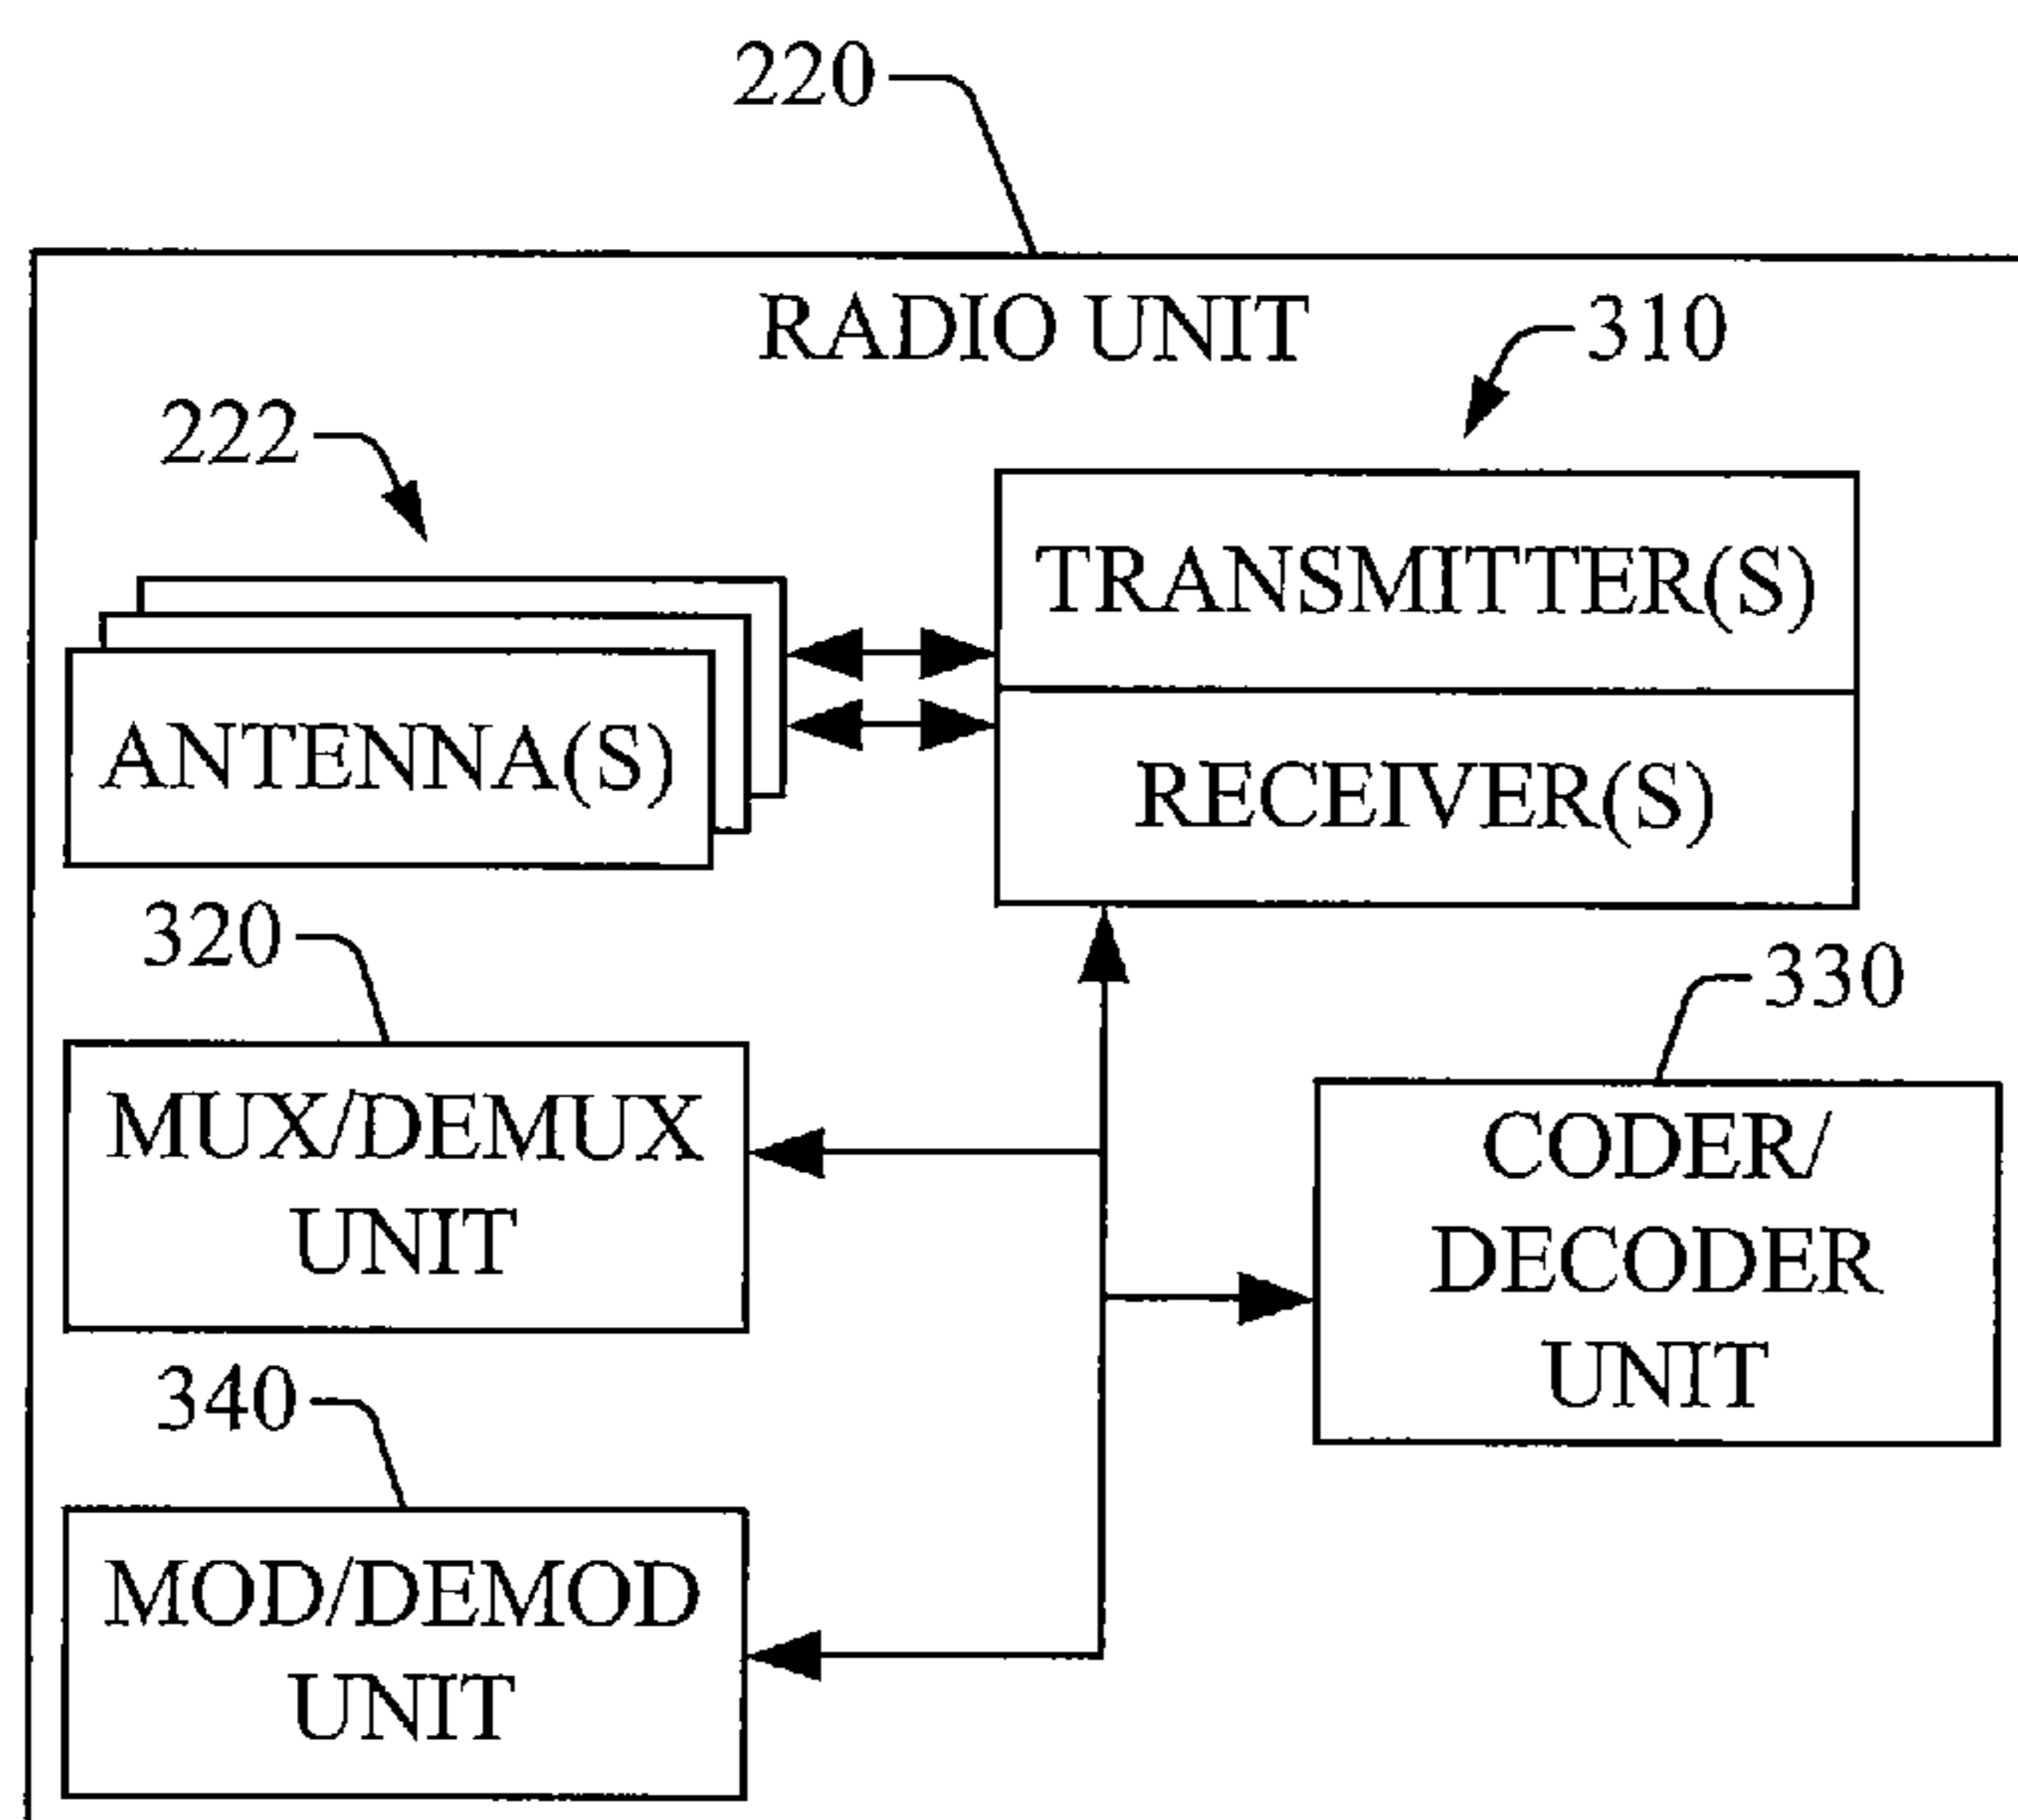 220
RADIO UNIT
310
222
TRANSMITTER(S)
ANTENNA(S)
RECEIVER(S)
320
330
MUX/DEMUX
UNIT
CODER/
DECODER
UNIT
340
MOD/DEMOD
UNIT